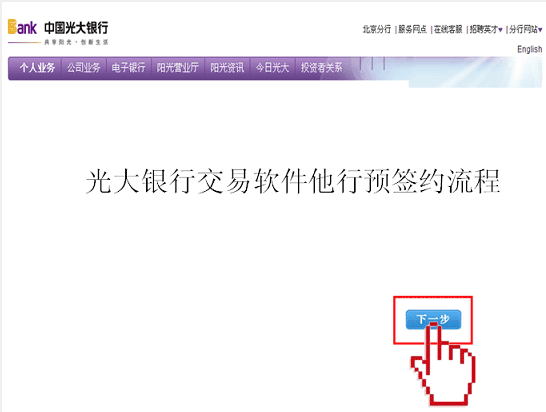 Bank 中国光大银行
共享阳光·创新生活
北京分行 | 服务网点 | 在线客服 | 招聘英才 | 分行网站
English
个人业务 | 公司业务 | 电子银行 | 阳光营业厅 | 阳光资讯 | 今日光大 | 投资者关系
光大银行交易软件他行预签约流程
下一步